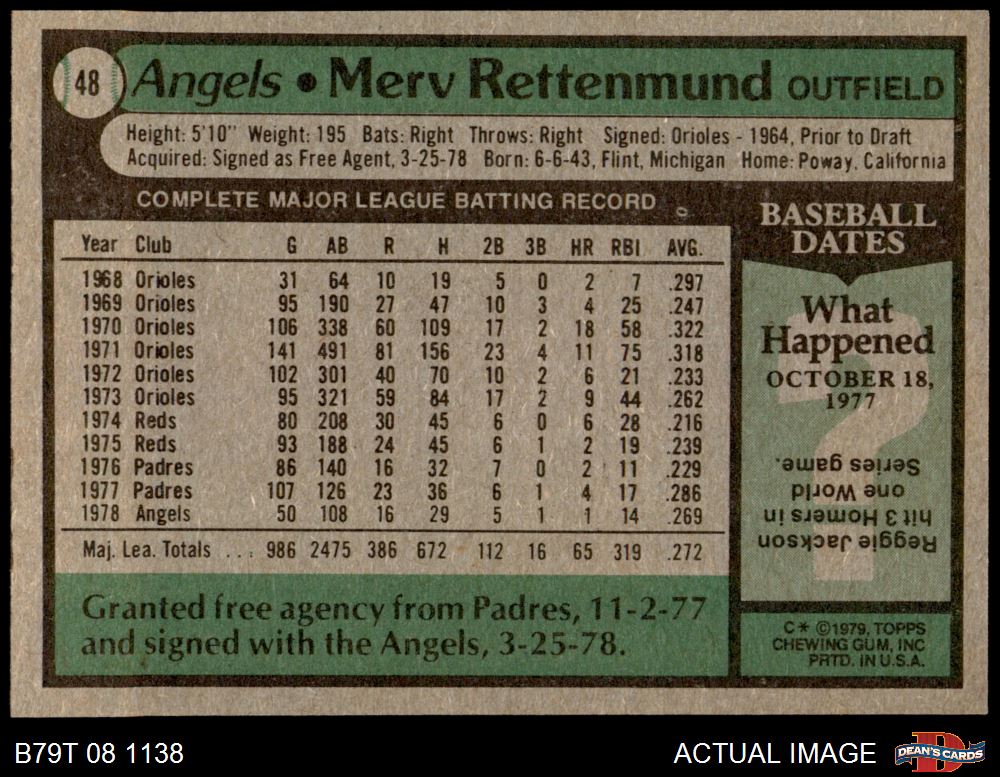 48 Angels • Merv Rettenmund OUTFIELD
Height: 5'10" Weight: 195 Bats: Right Throws: Right Signed: Orioles - 1964, Prior to Draft
Acquired: Signed as Free Agent, 3-25-78 Born: 6-6-43, Flint, Michigan Home: Poway, California
COMPLETE MAJOR LEAGUE BATTING RECORD
Year Club G AB R H 2B 3B HR RBI AVG.
1968 Orioles 31 64 10 19 5 0 2 7 .297
1969 Orioles 95 190 27 47 10 3 4 25 .247
1970 Orioles 106 338 60 109 17 2 18 58 .322
1971 Orioles 141 491 81 156 23 4 11 75 .318
1972 Orioles 102 301 40 70 10 2 6 21 .233
1973 Orioles 95 321 59 84 17 2 9 44 .262
1974 Reds 80 208 30 45 6 0 6 28 .216
1975 Reds 93 188 24 45 6 1 2 19 .239
1976 Padres 86 140 16 32 7 0 2 11 .229
1977 Padres 107 126 23 36 6 1 4 17 .286
1978 Angels 50 108 16 29 5 1 1 14 .269
Maj. Lea. Totals ... 986 2475 386 672 112 16 65 319 .272
Granted free agency from Padres, 11-2-77
and signed with the Angels, 3-25-78.
BASEBALL
DATES
What
Happened
OCTOBER 18,
1977
?
Reggie Jackson
hit 3 Homers in
one World
Series game.
C* ©1979, TOPPS
CHEWING GUM, INC
PRTD. IN U.S.A.
B79T 08 1138
ACTUAL IMAGE
D
DEAN'S CARDS